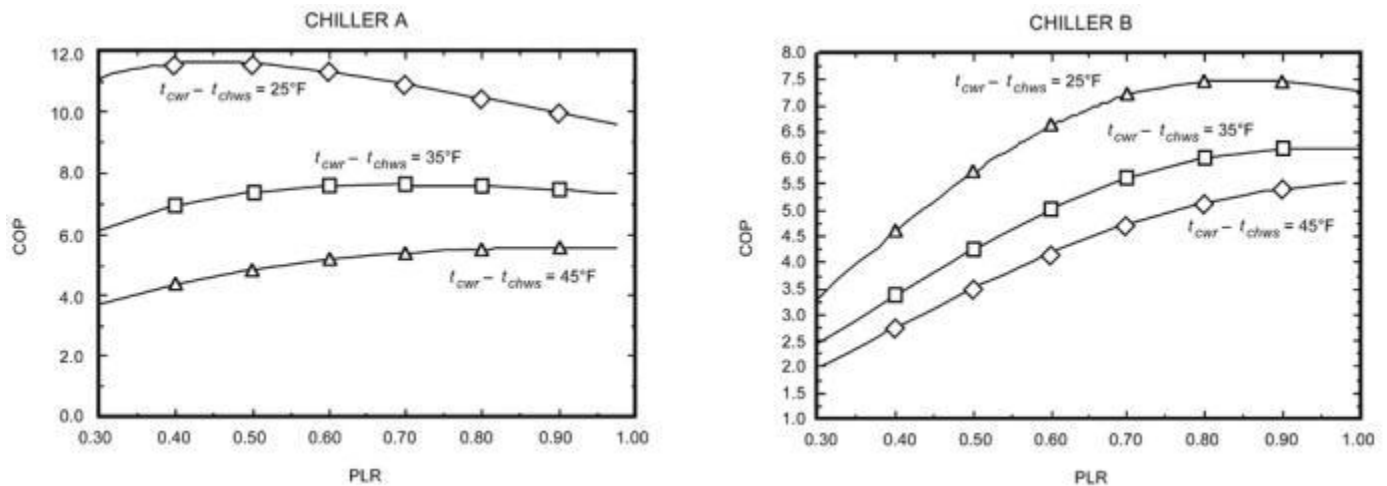 CHILLER A
12.0
10.0
8.0
6.0
4.0
2.0
0.0
COP
t_cwr – t_chws = 25°F
t_cwr – t_chws = 35°F
t_cwr – t_chws = 45°F
0.30 0.40 0.50 0.60 0.70 0.80 0.90 1.00
PLR
CHILLER B
8.0
7.5
7.0
6.5
6.0
5.5
5.0
4.5
4.0
3.5
3.0
2.5
2.0
1.5
1.0
COP
t_cwr – t_chws = 25°F
t_cwr – t_chws = 35°F
t_cwr – t_chws = 45°F
0.30 0.40 0.50 0.60 0.70 0.80 0.90 1.00
PLR